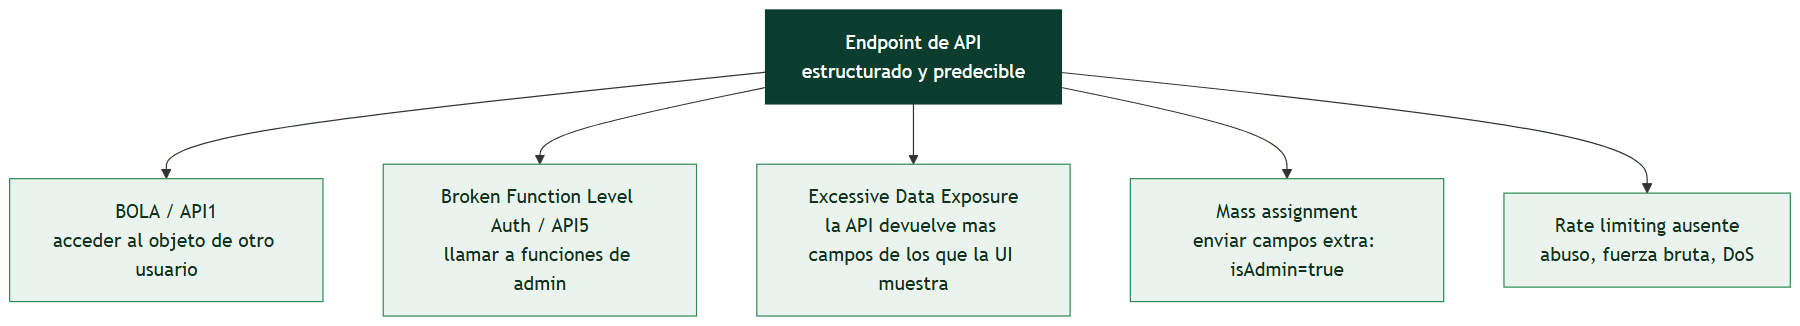 Endpoint de API
estructurado y predecible
BOLA / API1
acceder al objeto de otro
usuario
Broken Function Level
Auth / API5
llamar a funciones de
admin
Excessive Data Exposure
la API devuelve mas
campos de los que la UI
muestra
Mass assignment
enviar campos extra:
isAdmin=true
Rate limiting ausente
abuso, fuerza bruta, DoS